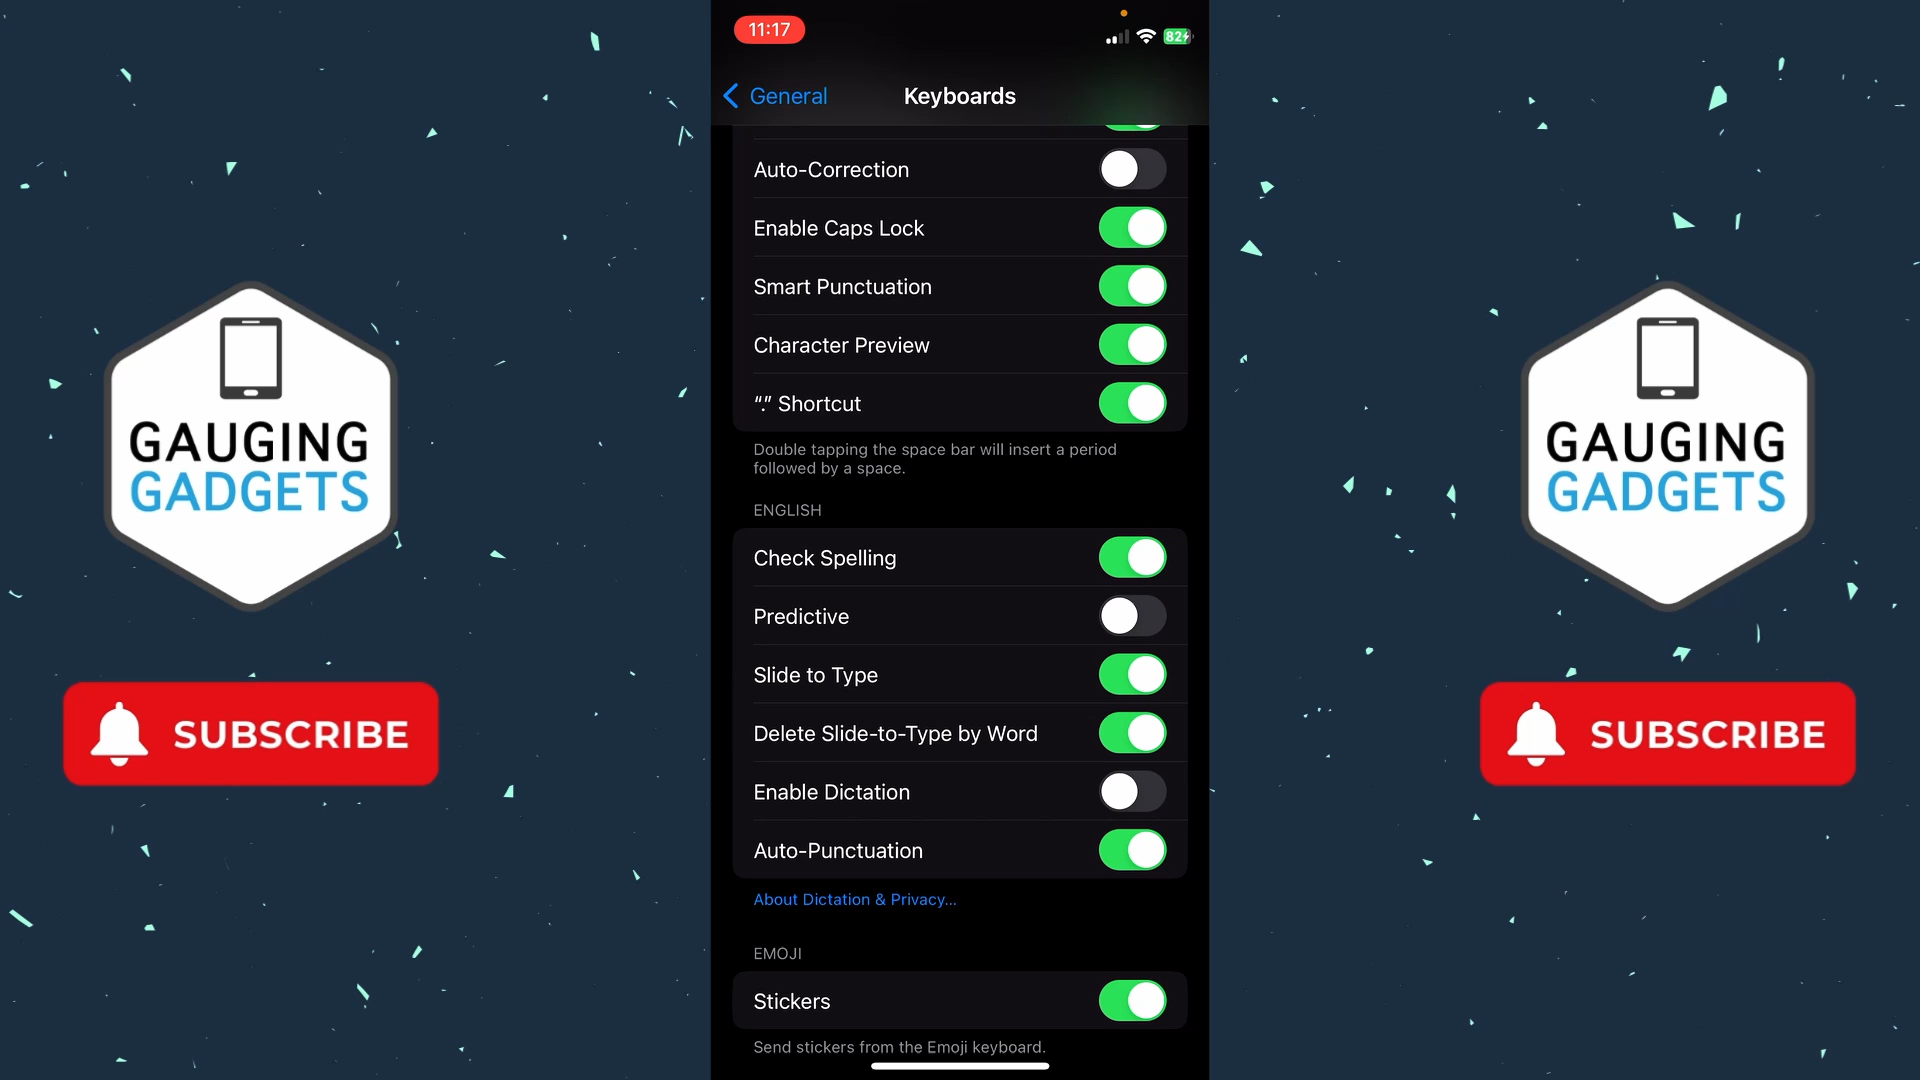 11:17
82
General
Keyboards
Auto-Correction
Enable Caps Lock
Smart Punctuation
Character Preview
“.” Shortcut
Double tapping the space bar will insert a period
followed by a space.
ENGLISH
Check Spelling
Predictive
Slide to Type
Delete Slide-to-Type by Word
Enable Dictation
Auto-Punctuation
About Dictation & Privacy...
EMOJI
Stickers
Send stickers from the Emoji keyboard.
GAUGING
GADGETS
SUBSCRIBE
GAUGING
GADGETS
SUBSCRIBE